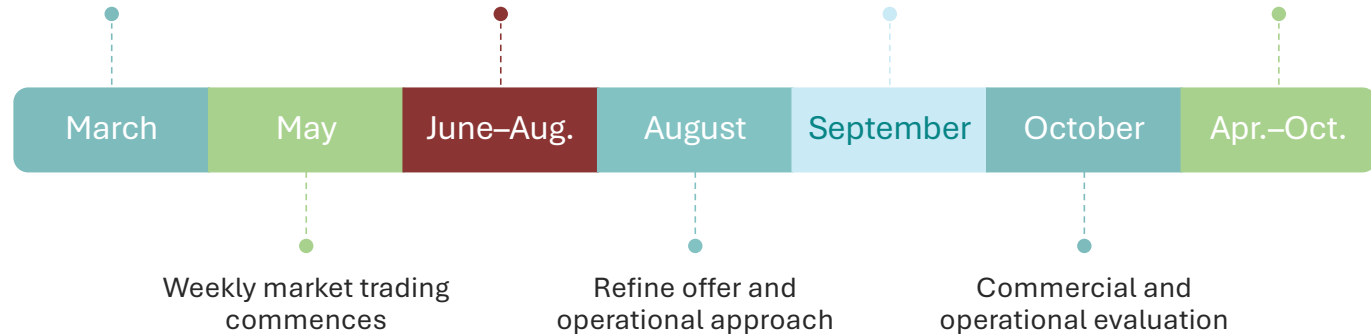 March
May
June–Aug.
August
September
October
Apr.–Oct.
Weekly market trading
commences
Refine offer and
operational approach
Commercial and
operational evaluation